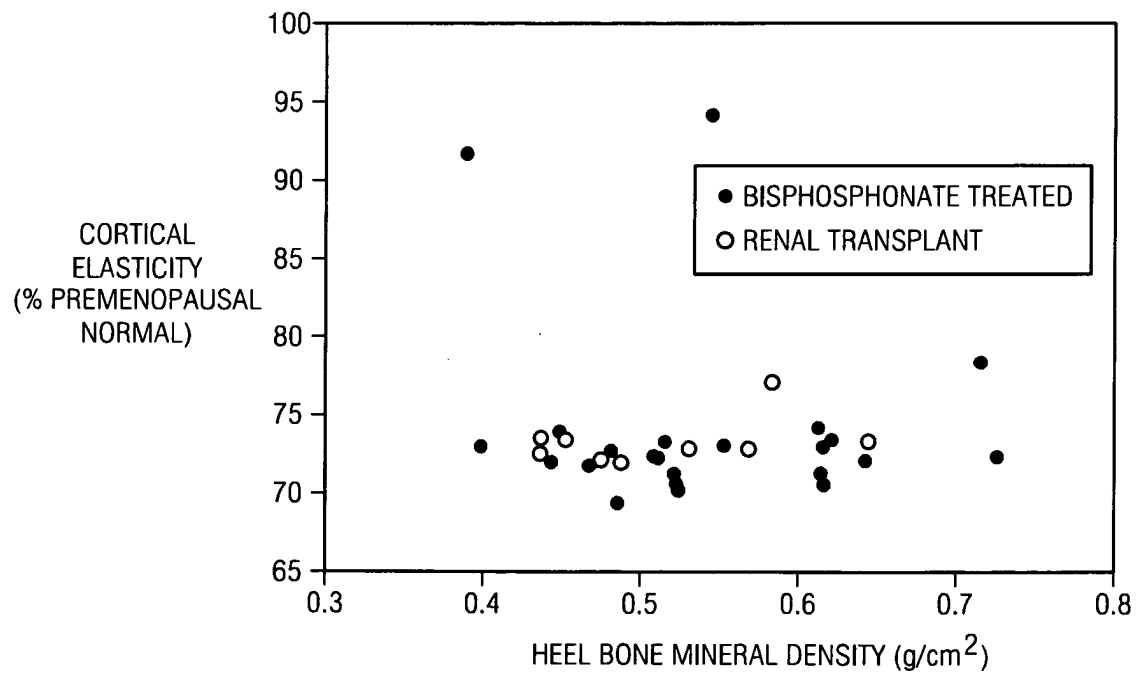 100
95
90
85
80
75
70
65
CORTICAL
ELASTICITY
(% PREMENOPAUSAL
NORMAL)
BISPHOSPHONATE TREATED
RENAL TRANSPLANT
0.3 0.4 0.5 0.6 0.7 0.8
HEEL BONE MINERAL DENSITY (g/cm²)